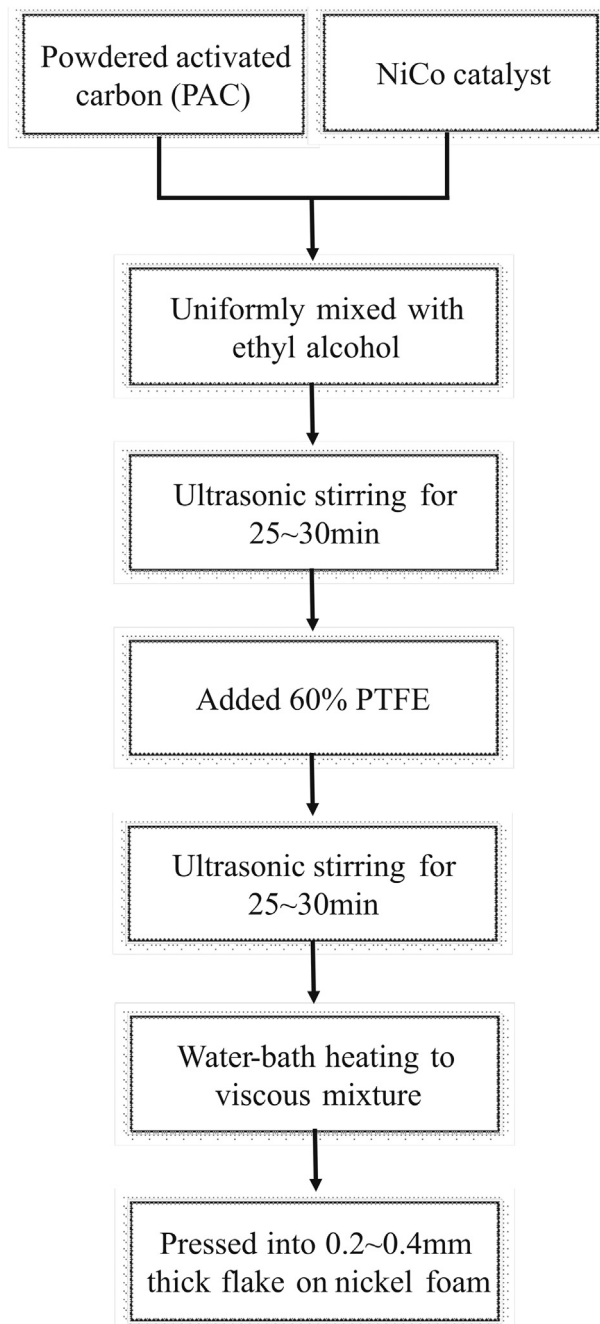 Powdered activated
carbon (PAC)
NiCo catalyst
Uniformly mixed with
ethyl alcohol
Ultrasonic stirring for
25~30min
Added 60% PTFE
Ultrasonic stirring for
25~30min
Water-bath heating to
viscous mixture
Pressed into 0.2~0.4mm
thick flake on nickel foam